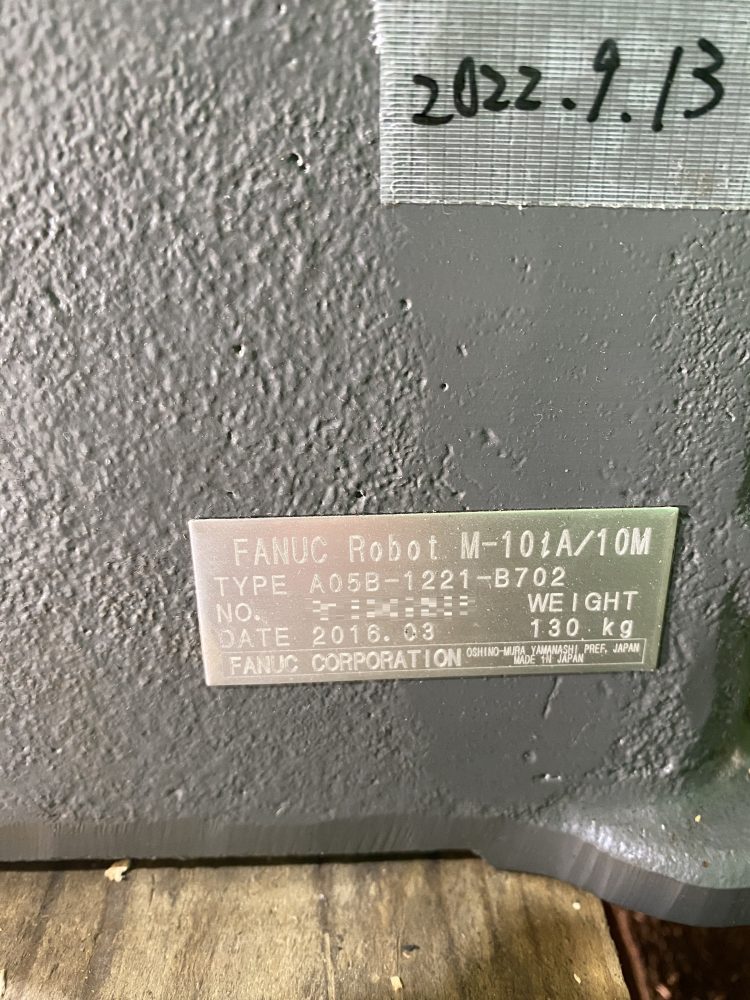 2022.9.13
FANUC Robot M-10iA/10M
TYPE A05B-1221-B702
NO. WEIGHT
DATE 2016.03 130 kg
FANUC CORPORATION OSHINO-MURA YAMANASHI PREF. JAPAN
MADE IN JAPAN